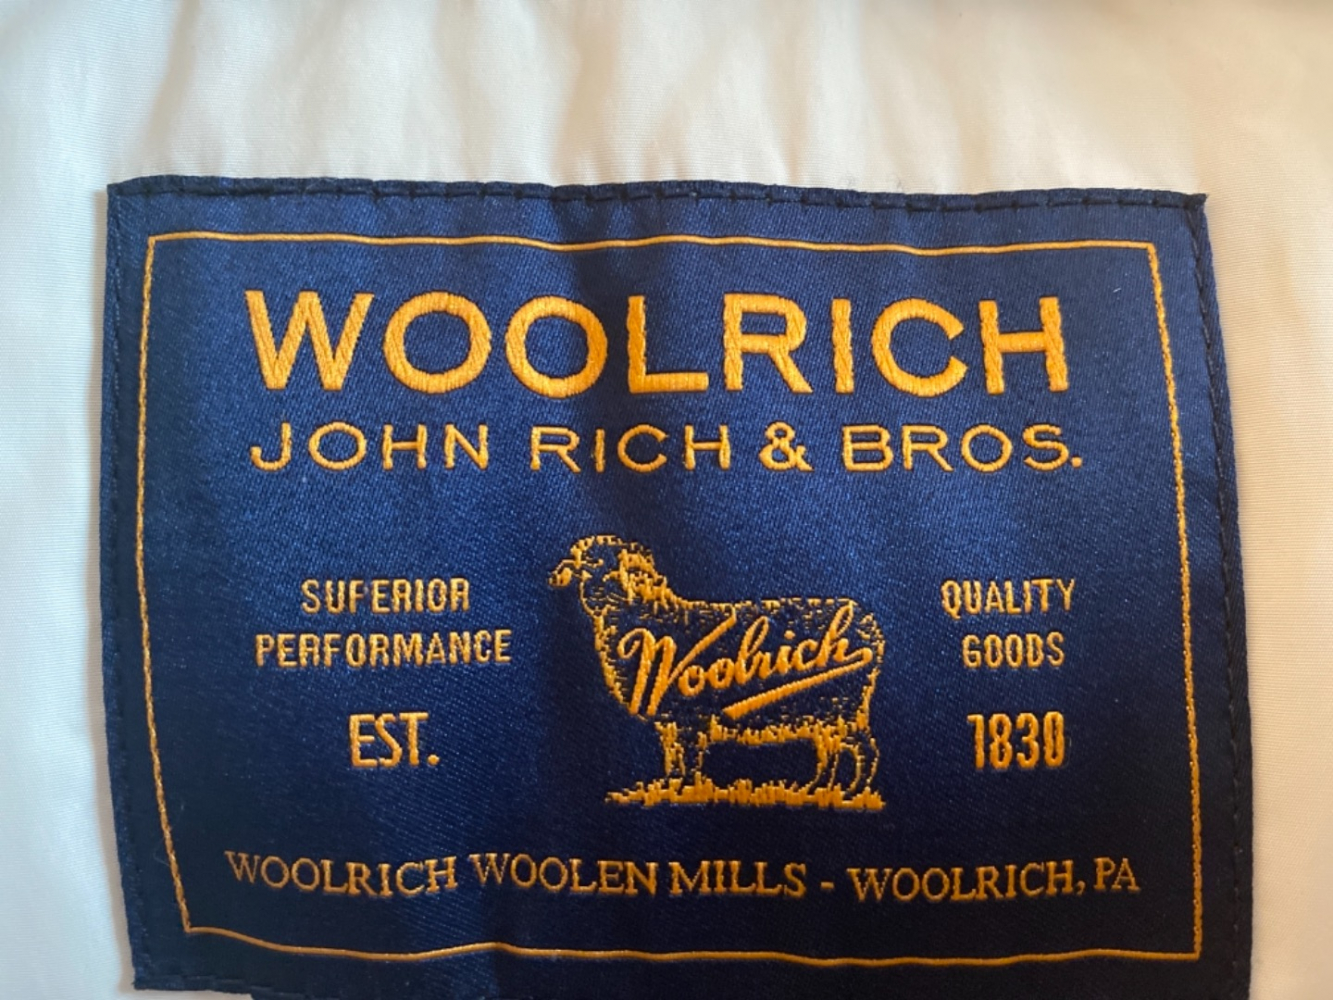 WOOLRICH
JOHN RICH & BROS.
SUPERIOR
PERFORMANCE
EST.
Woolrich
QUALITY
GOODS
1830
WOOLRICH WOOLEN MILLS - WOOLRICH, PA